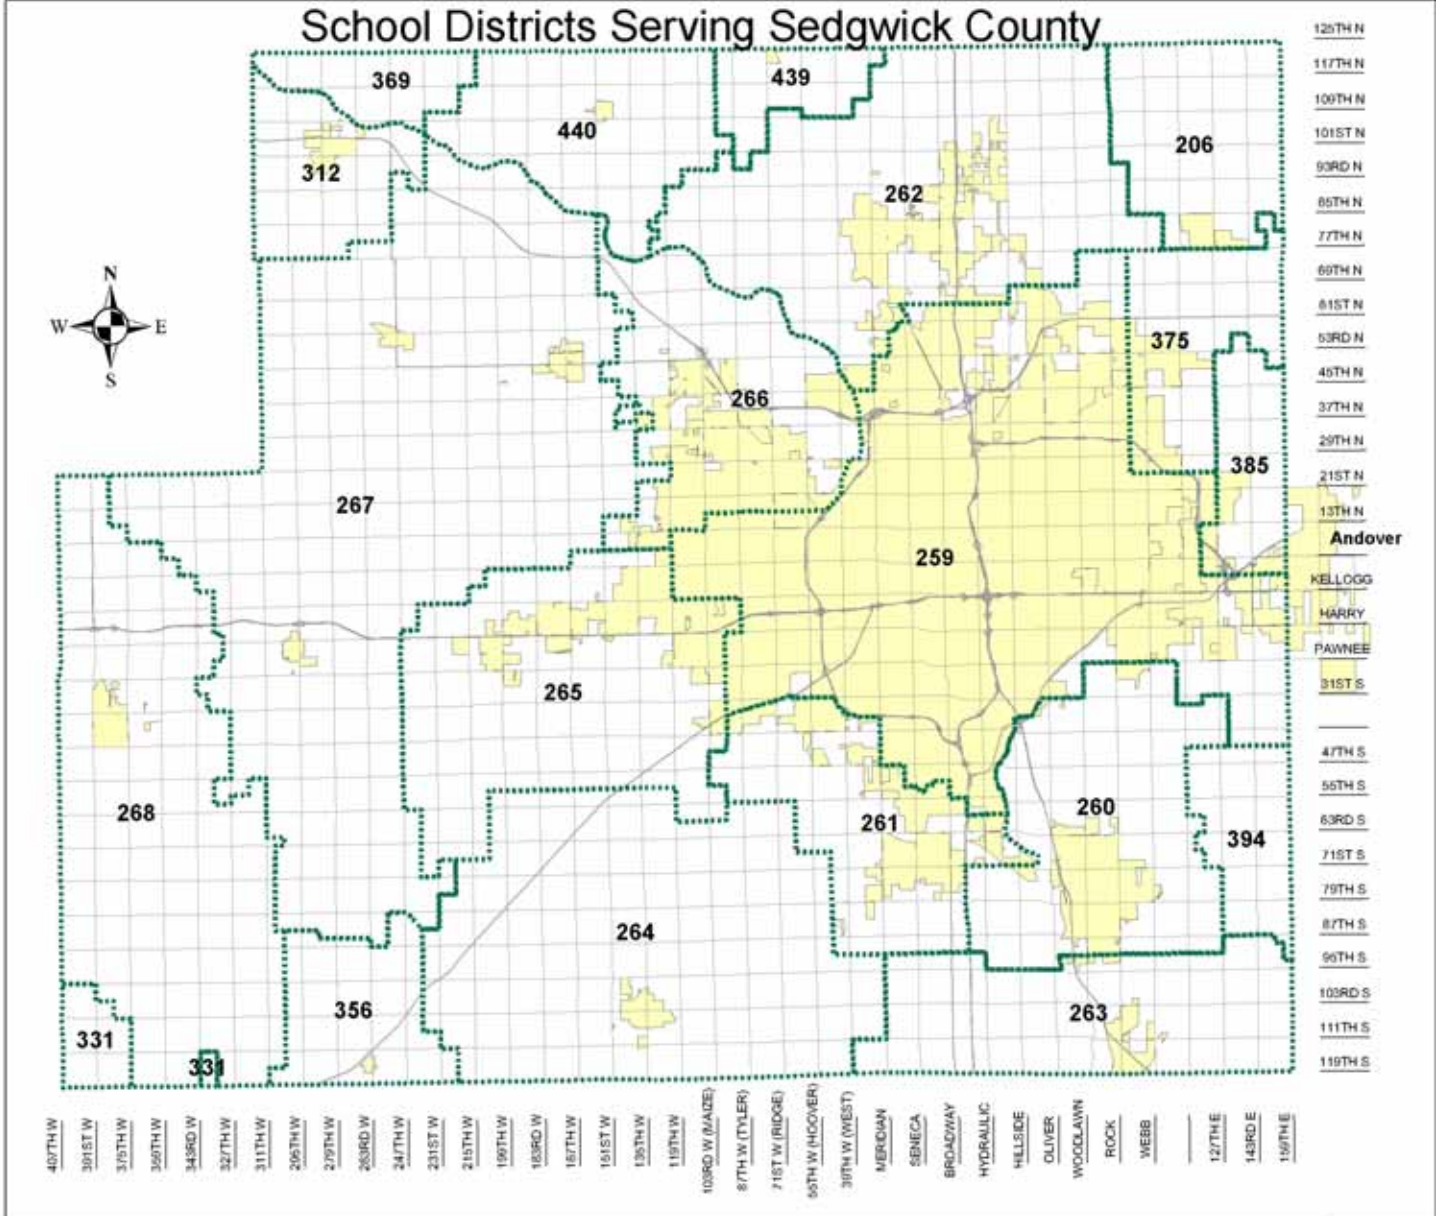 School Districts Serving Sedgwick County
125TH N
117TH N
109TH N
101ST N
93RD N
85TH N
77TH N
69TH N
61ST N
53RD N
45TH N
37TH N
29TH N
21ST N
13TH N
Andover
KELLOGG
HARRY
PAWNEE
31ST S
47TH S
55TH S
63RD S
71ST S
79TH S
87TH S
95TH S
103RD S
111TH S
119TH S
369
439
440
206
312
262
N
W E
S
375
266
385
267
259
265
268
261
260
394
264
356
263
331
331
407TH W
391ST W
375TH W
359TH W
343RD W
327TH W
311TH W
295TH W
279TH W
263RD W
247TH W
231ST W
215TH W
199TH W
183RD W
167TH W
151ST W
135TH W
119TH W
103RD W (MAIZE)
87TH W (TYLER)
71ST W (RIDGE)
55TH W (HOOVER)
39TH W (WEST)
MERIDIAN
SENECA
BROADWAY
HYDRAULIC
HILLSIDE
OLIVER
WOODLAWN
ROCK
WEBB
127TH E
143RD E
159TH E